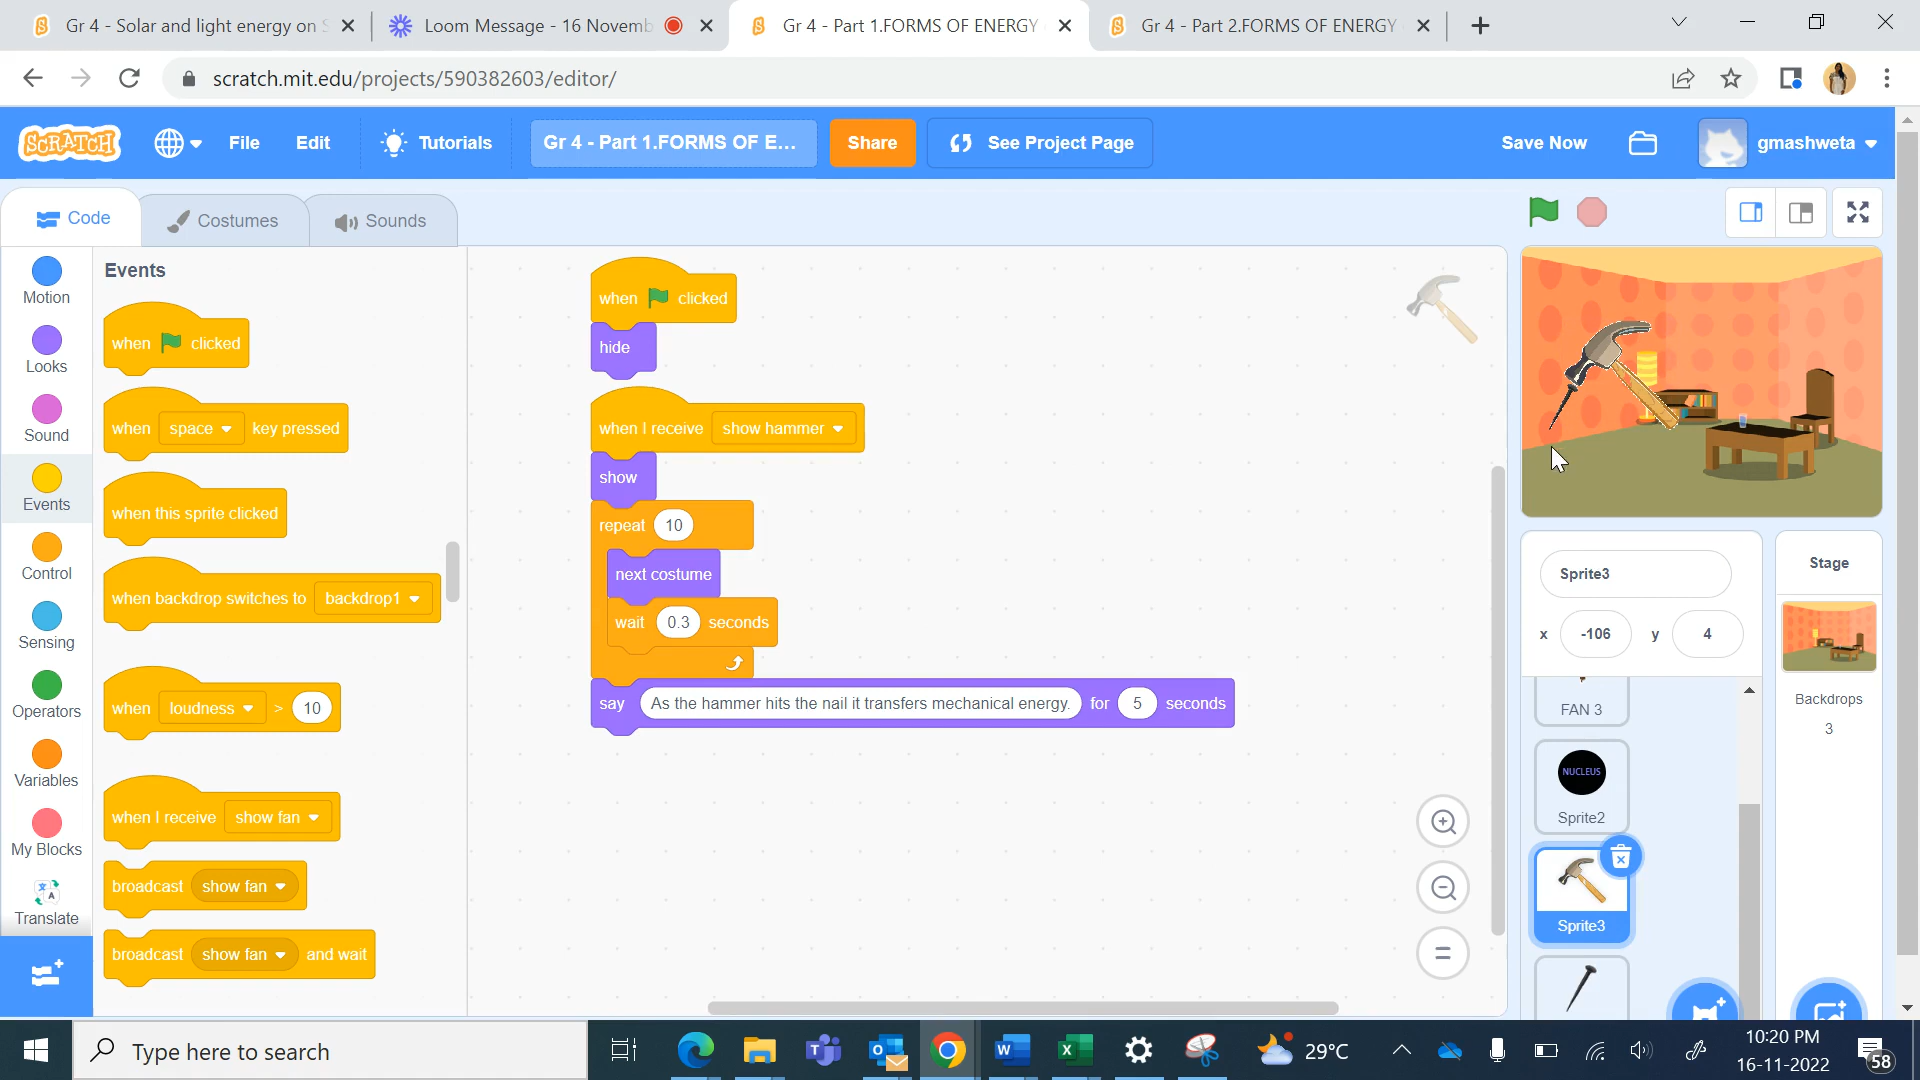 Gr 4 - Solar and light energy on S
Loom Message - 16 Novemb
Gr 4 - Part 1.FORMS OF ENERGY
Gr 4 - Part 2.FORMS OF ENERGY
scratch.mit.edu/projects/590382603/editor/
SCRATCH
File
Edit
Tutorials
Gr 4 - Part 1.FORMS OF E...
Share
See Project Page
Save Now
gmashweta
Code
Costumes
Sounds
Motion
Looks
Sound
Events
Control
Sensing
Operators
Variables
My Blocks
Translate
Events
when clicked
when space key pressed
when this sprite clicked
when backdrop switches to backdrop1
when loudness > 10
when I receive show fan
broadcast show fan
broadcast show fan and wait
when clicked
hide
when I receive show hammer
show
repeat 10
next costume
wait 0.3 seconds
say As the hammer hits the nail it transfers mechanical energy. for 5 seconds
Sprite3
x -106 y 4
FAN 3
NUCLEUS
Sprite2
Sprite3
Stage
Backdrops
3
Type here to search
29°C
10:20 PM
16-11-2022
58